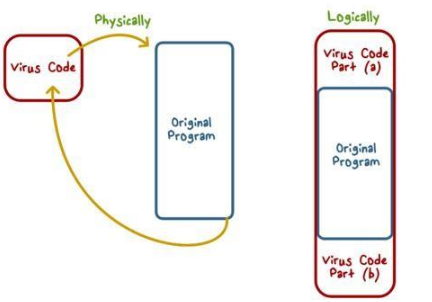 Physically
Virus Code
Original
Program
Logically
Virus Code
Part (a)
Original
Program
Virus Code
Part (b)